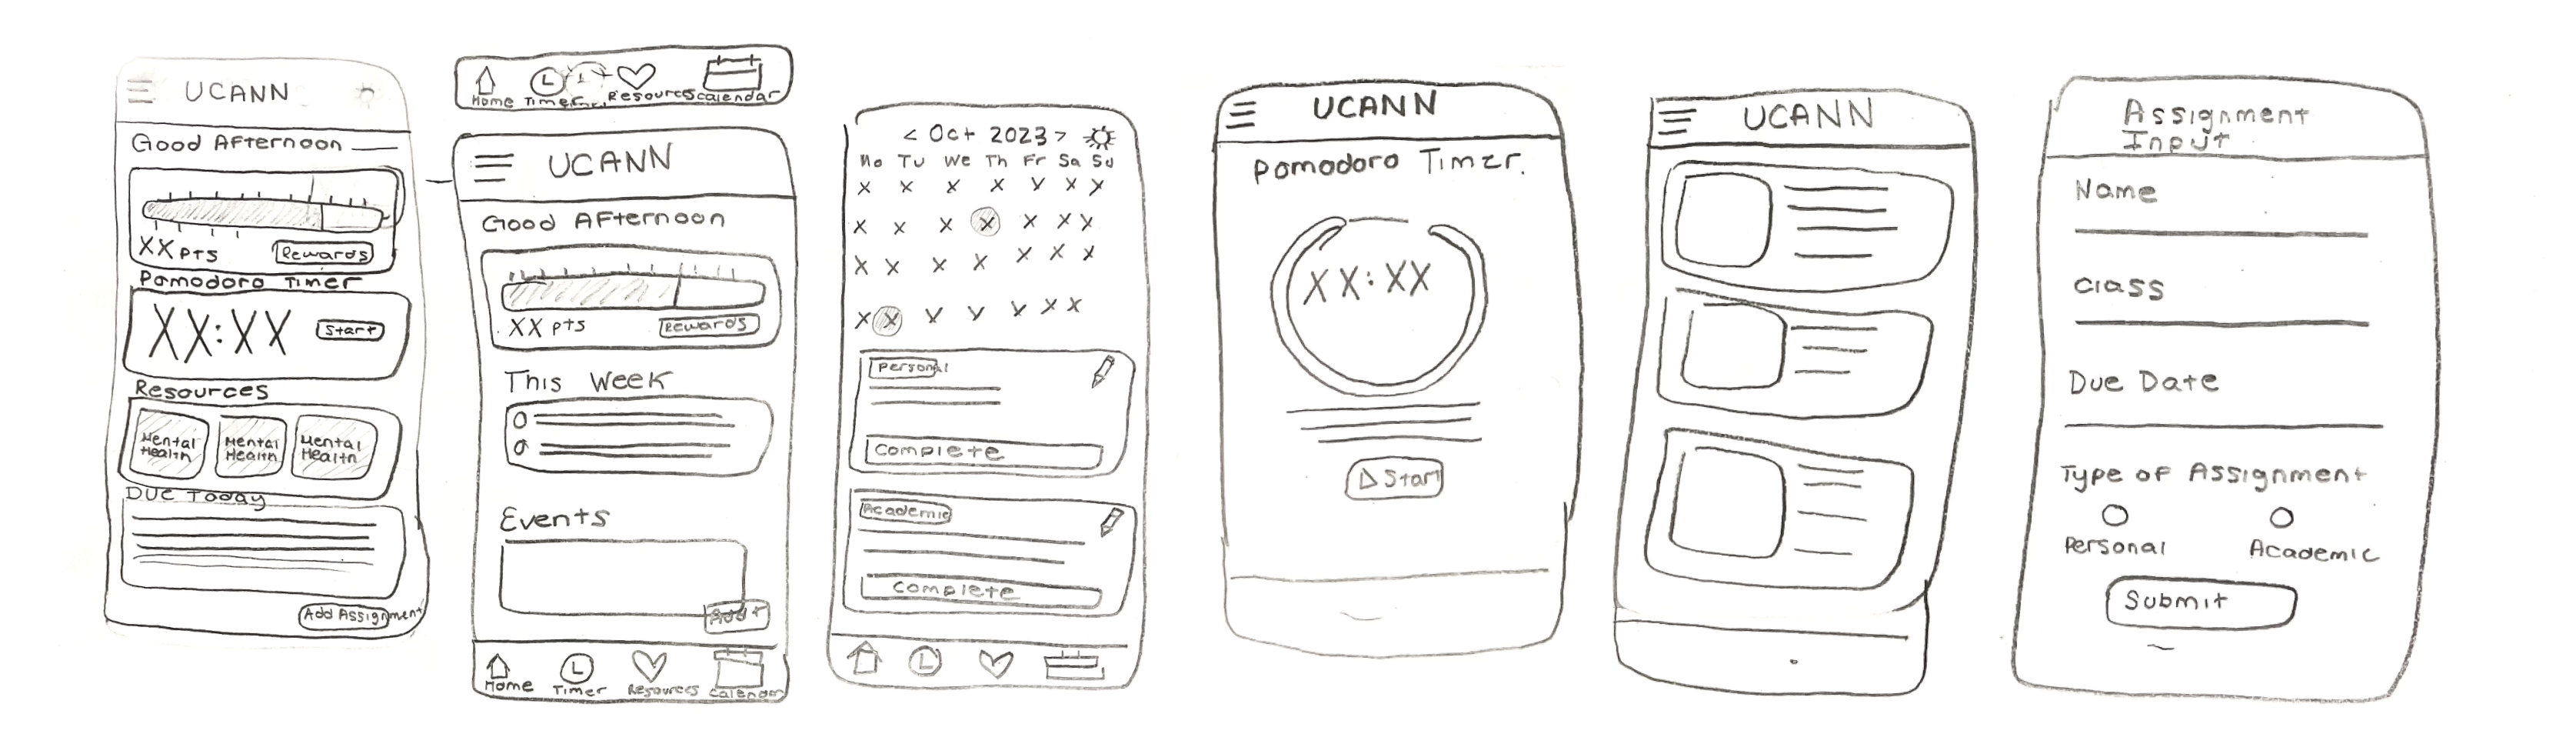 UCANN
Good Afternoon
XX pts
Rewards
Pomodoro Timer
XX:XX
Start
Resources
Mental Health
Mental Health
Mental Health
Due Today
Add Assignment
Home Timer Resources Calendar
UCANN
Good Afternoon
XX pts
Rewards
This Week
Events
Add +
Home Timer Resources Calendar
< Oct 2023 >
Mo Tu We Th Fr Sa Su
x x x x x x x
x x x x x x x
x x x x x x x
x x x x x x x
Personal
Complete
Academic
Complete
UCANN
Pomodoro Timer.
XX:XX
Start
UCANN
Assignment
Input
Name
Class
Due Date
Type of Assignment
Personal
Academic
Submit